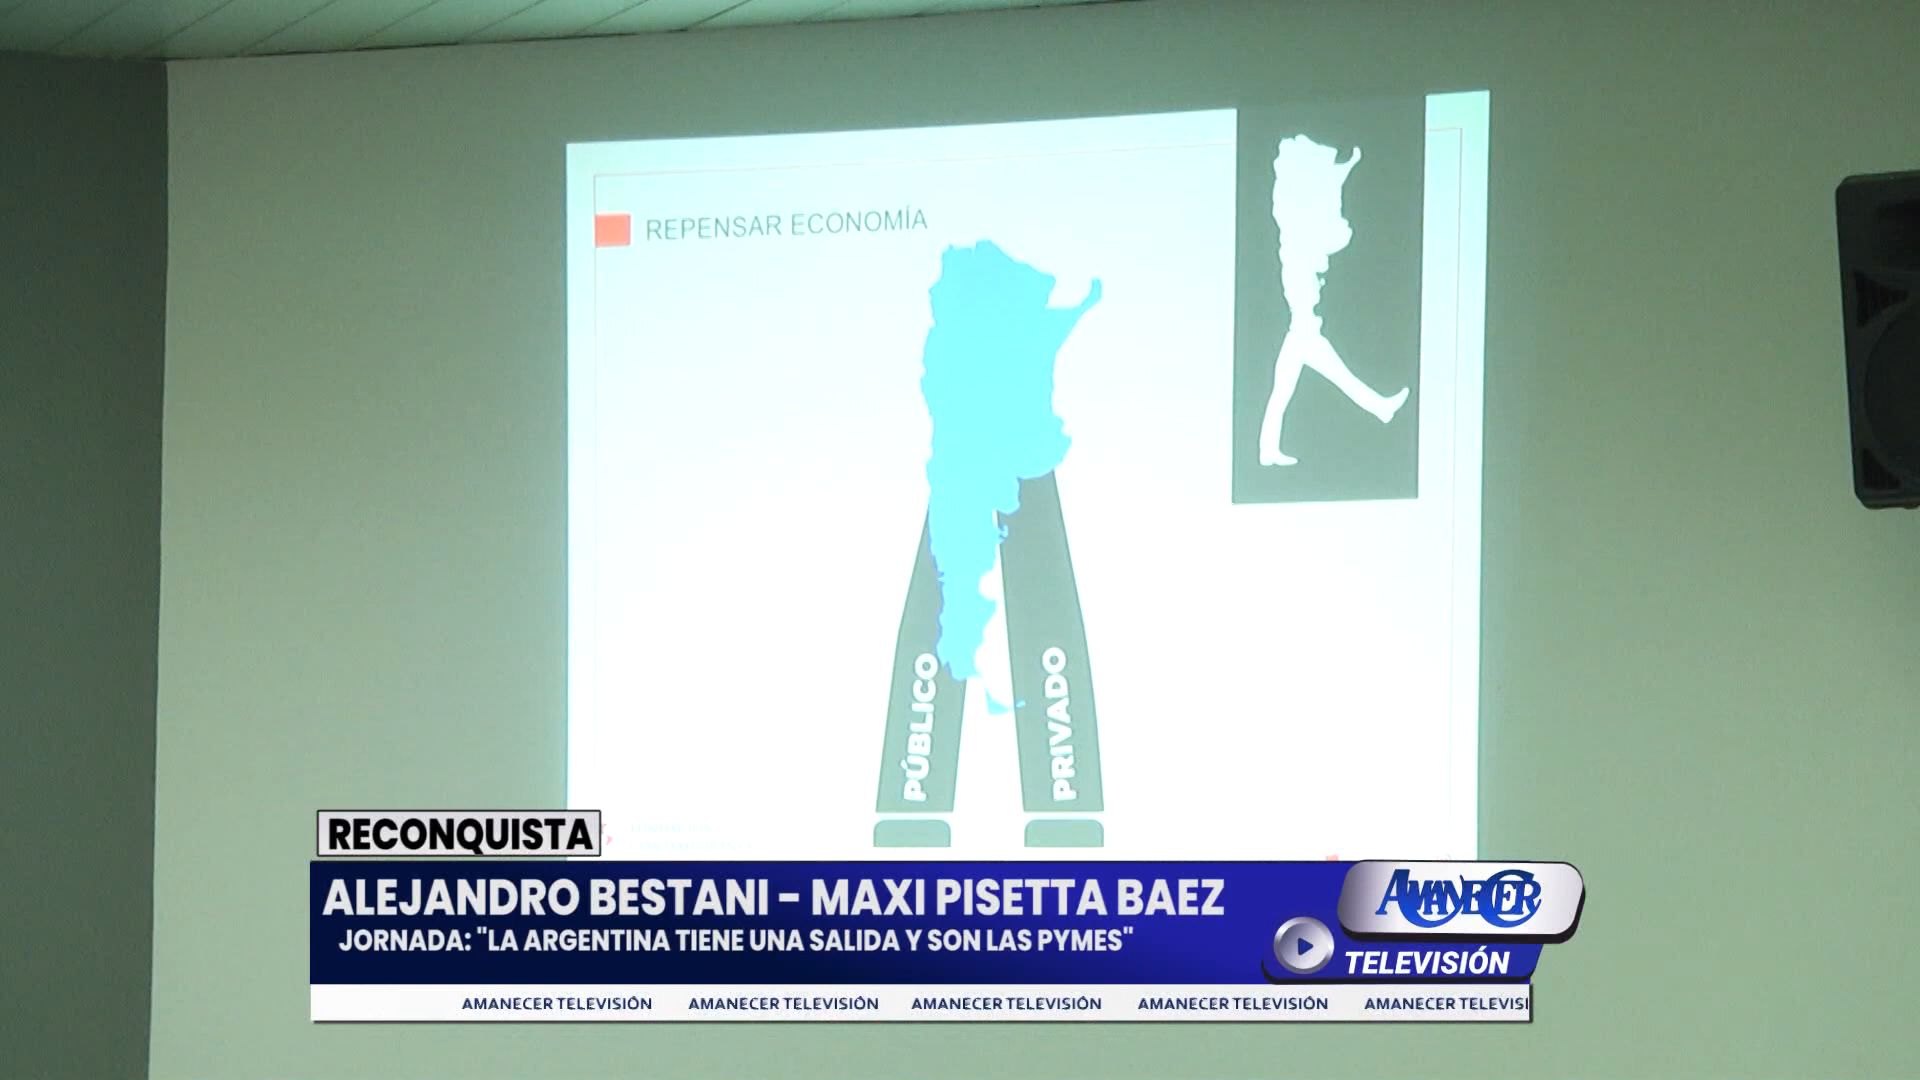 REPENSAR ECONOMÍA
PÚBLICO
PRIVADO
RECONQUISTA
ALEJANDRO BESTANI - MAXI PISETTA BAEZ
JORNADA: "LA ARGENTINA TIENE UNA SALIDA Y SON LAS PYMES"
AMANECER
TELEVISIÓN
AMANECER TELEVISIÓN AMANECER TELEVISIÓN AMANECER TELEVISIÓN AMANECER TELEVISIÓN AMANECER TELEVISI